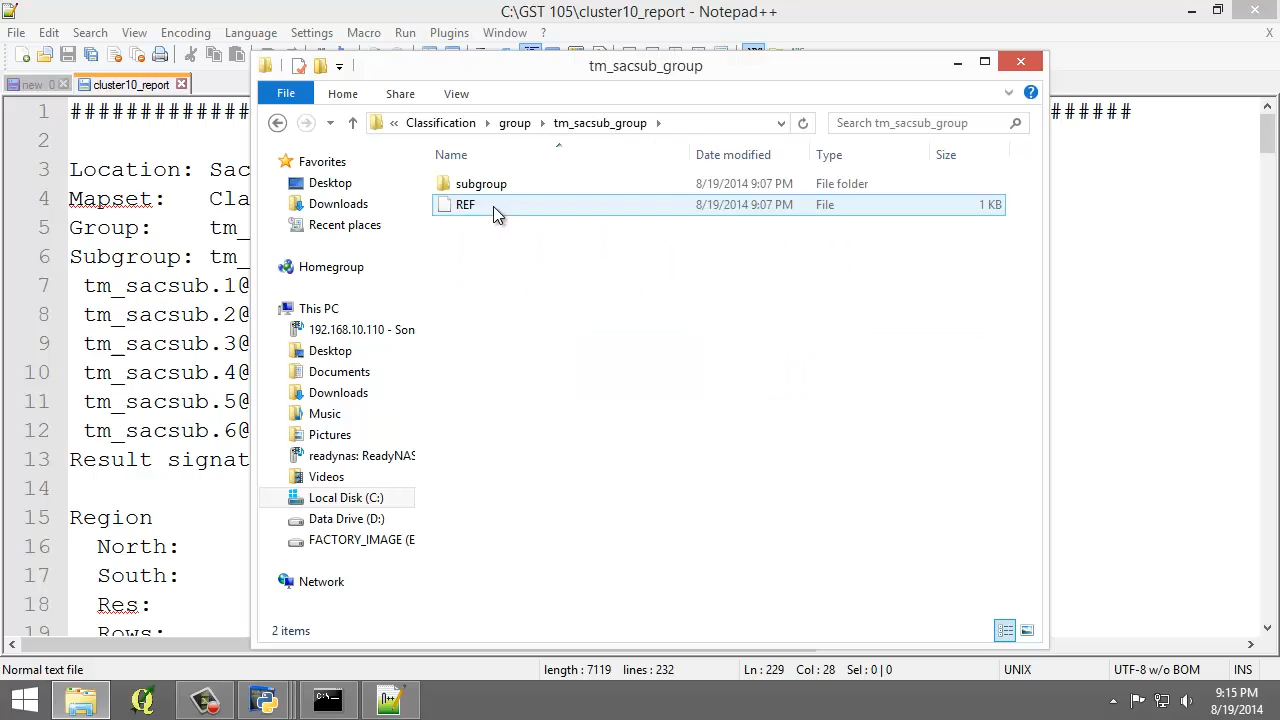 C:\GST 105\cluster10_report - Notepad++
File Edit Search View Encoding Language Settings Macro Run Plugins Window ? X
new 0 cluster10_report
tm_sacsub_group
File Home Share View
« Classification group tm_sacsub_group Search tm_sacsub_group
Name Date modified Type Size
subgroup 8/19/2014 9:07 PM File folder
REF 8/19/2014 9:07 PM File 1 KB
Favorites
Desktop
Downloads
Recent places
Homegroup
This PC
192.168.10.110 - Son
Desktop
Documents
Downloads
Music
Pictures
readynas: ReadyNAS
Videos
Local Disk (C:)
Data Drive (D:)
FACTORY_IMAGE (E
Network
2 items
1 ############# ######
2
3 Location: Sac
4 Mapset: Cla
5 Group: tm_
6 Subgroup: tm_
7 tm_sacsub.1@
8 tm_sacsub.2@
9 tm_sacsub.3@
10 tm_sacsub.4@
11 tm_sacsub.5@
12 tm_sacsub.6@
13 Result signat
14
15 Region
16 North:
17 South:
18 Res:
19 Rows:
Normal text file length : 7119 lines : 232 Ln : 229 Col : 28 Sel : 0 | 0 UNIX UTF-8 w/o BOM INS
9:15 PM
8/19/2014